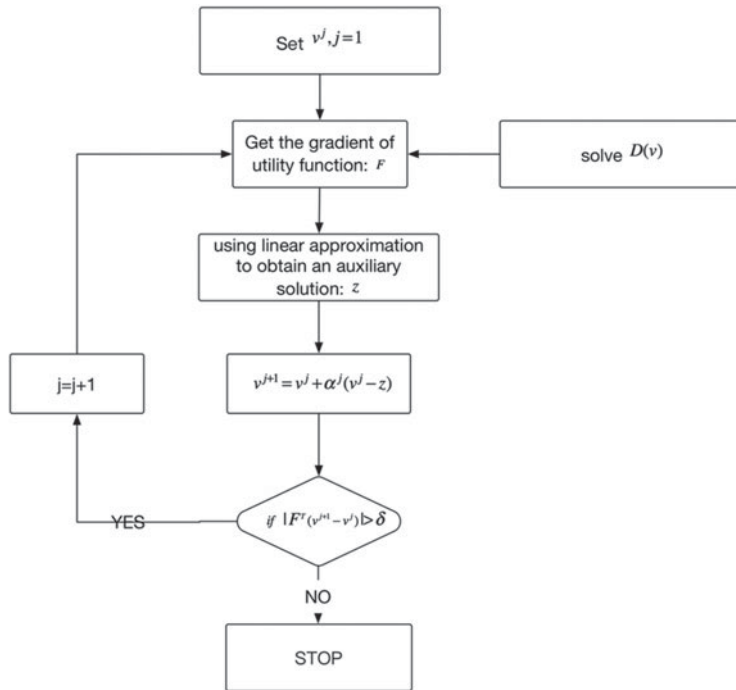 Set v^j, j=1
Get the gradient of
utility function: F
solve D(v)
using linear approximation
to obtain an auxiliary
solution: z
j=j+1
v^{j+1}=v^j+α^j(v^j−z)
YES
if |F^T(v^{j+1}−v^j)|>δ
NO
STOP